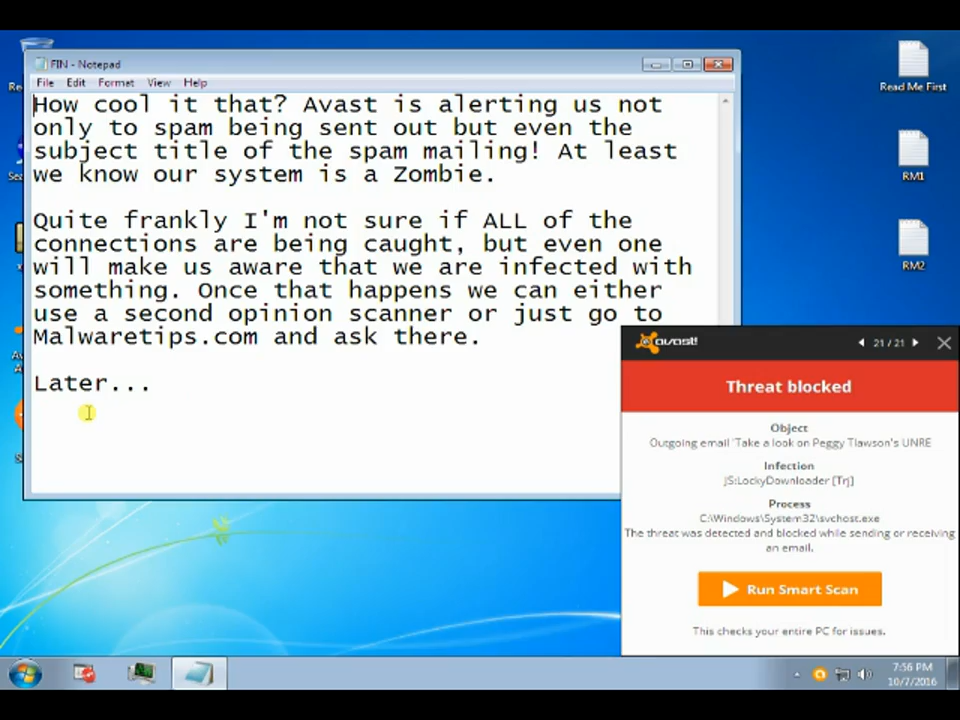 FIN - Notepad
File Edit Format View Help
How cool it that? Avast is alerting us not
only to spam being sent out but even the
subject title of the spam mailing! At least
we know our system is a Zombie.
Quite frankly I'm not sure if ALL of the
connections are being caught, but even one
will make us aware that we are infected with
something. Once that happens we can either
use a second opinion scanner or just go to
Malwaretips.com and ask there.
Later...
Read Me First
RM1
RM2
avast!
21 / 21
Threat blocked
Object
Outgoing email 'Take a look on Peggy Tlawson's UNRE
Infection
JS:LockyDownloader [Trj]
Process
C:\Windows\System32\svchost.exe
The threat was detected and blocked while sending or receiving
an email.
Run Smart Scan
This checks your entire PC for issues.
7:56 PM
10/7/2016